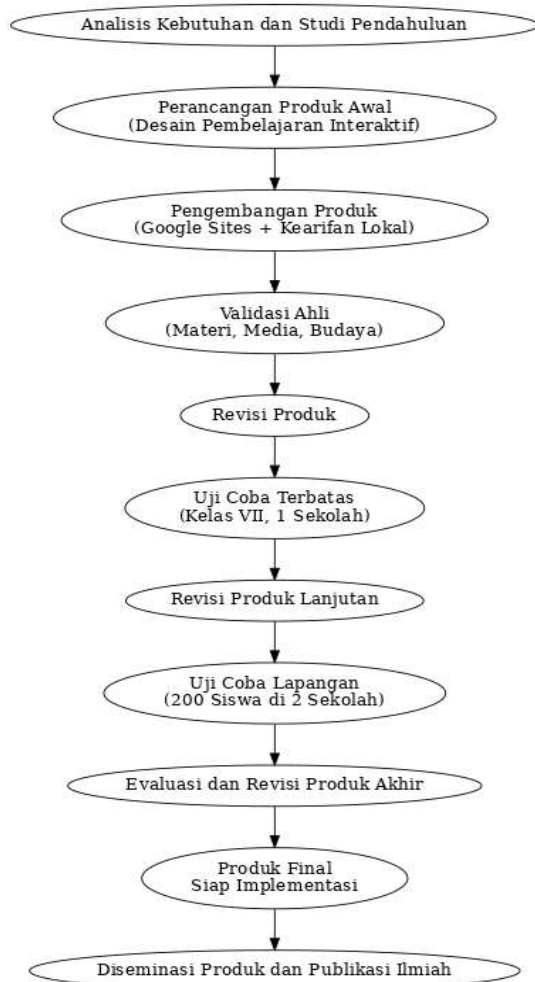 Analisis Kebutuhan dan Studi Pendahuluan
Perancangan Produk Awal
(Desain Pembelajaran Interaktif)
Pengembangan Produk
(Google Sites + Kearifan Lokal)
Validasi Ahli
(Materi, Media, Budaya)
Revisi Produk
Uji Coba Terbatas
(Kelas VII, 1 Sekolah)
Revisi Produk Lanjutan
Uji Coba Lapangan
(200 Siswa di 2 Sekolah)
Evaluasi dan Revisi Produk Akhir
Produk Final
Siap Implementasi
Diseminasi Produk dan Publikasi Ilmiah